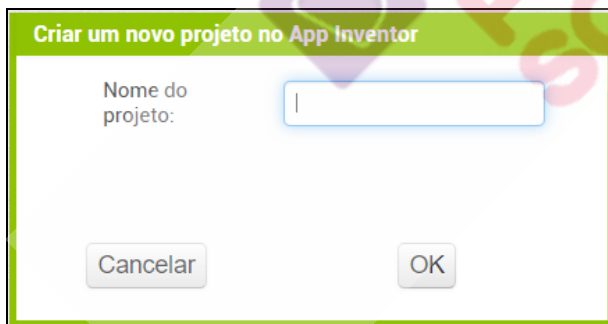 Criar um novo projeto no App Inventor
Nome do
projeto:
Cancelar
OK